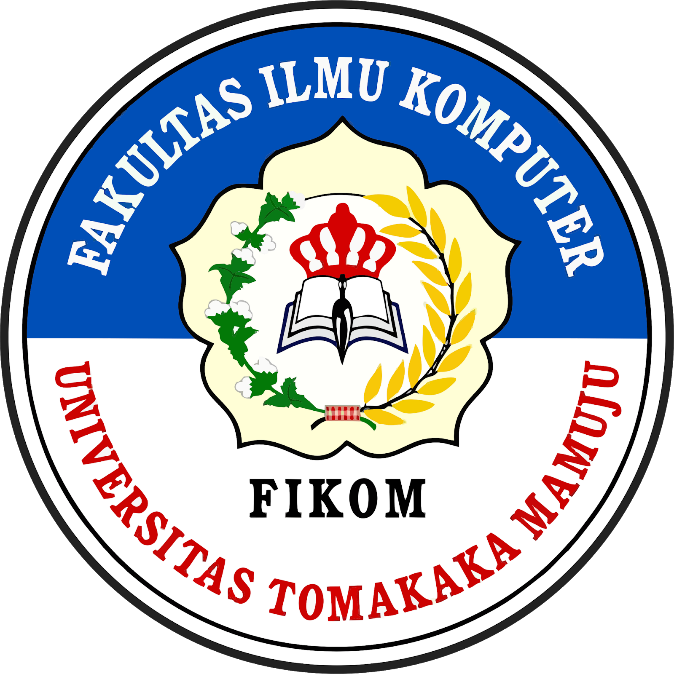 FAKULTAS ILMU KOMPUTER
FIKOM
UNIVERSITAS TOMAKAKA MAMUJU